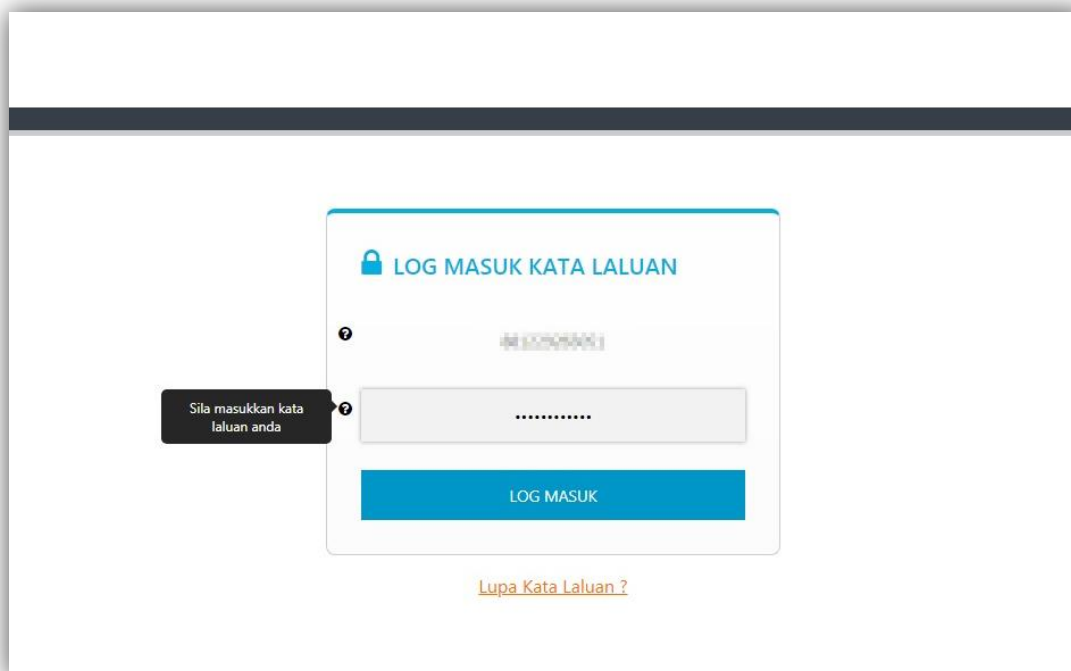 LOG MASUK KATA LALUAN
Sila masukkan kata
laluan anda
LOG MASUK
Lupa Kata Laluan ?